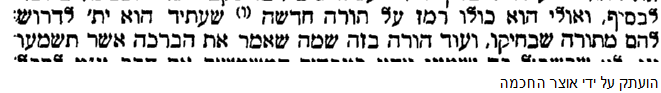 לכסיף, ואולי הוא כולו רמז על תורה חדשה (ו) שעתיד הוא ית' לדרוש
להם מתורה שבחיקו, ועוד הורה בזה שמה שאמר את הברכה אשר תשמעו
הועתק על ידי אוצר החכמה